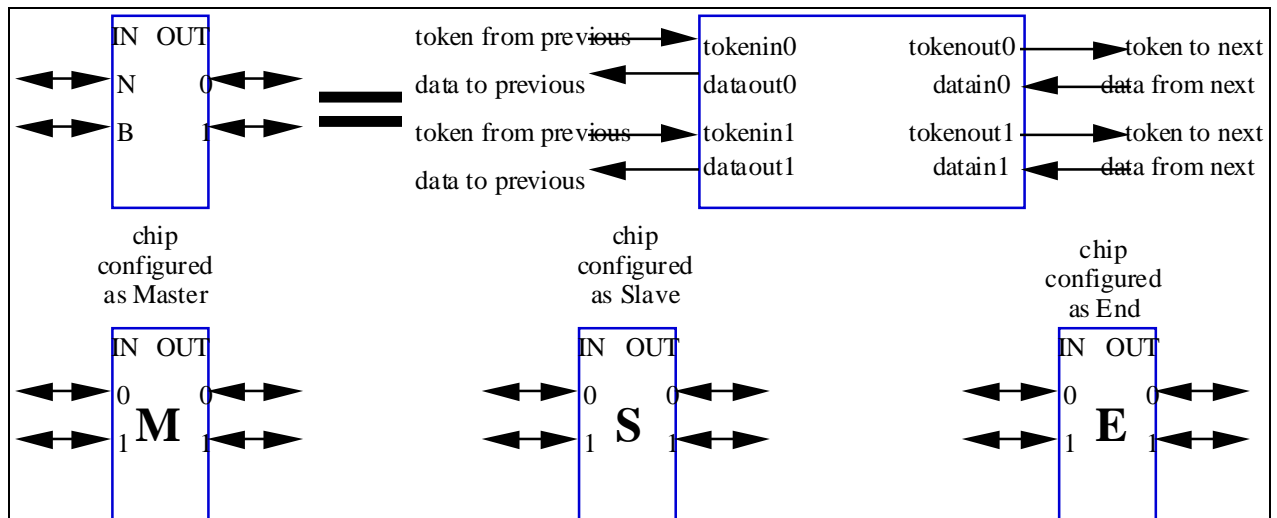 IN OUT
N 0
B 1
token from previous
data to previous
token from previous
data to previous
tokenin0 tokenout0
dataout0 datain0
tokenin1 tokenout1
dataout1 datain1
token to next
data from next
token to next
data from next
chip
configured
as Master
chip
configured
as Slave
chip
configured
as End
IN OUT
0 0
M
1 1
IN OUT
0 0
S
1 1
IN OUT
0 0
E
1 1